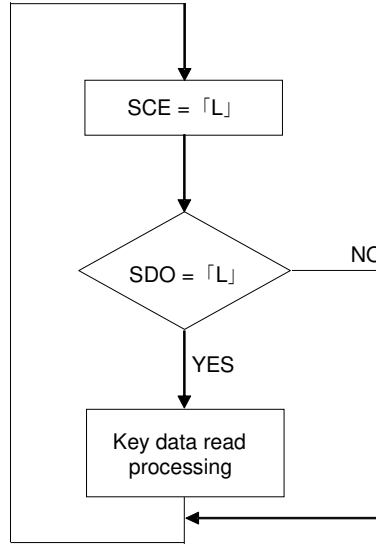 SCE = 「L」
SDO = 「L」
NO
YES
Key data read
processing